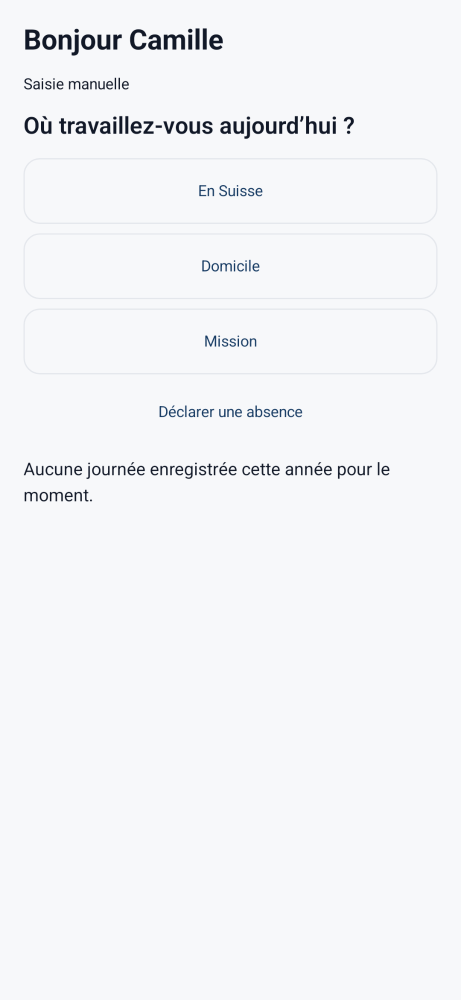 Bonjour Camille
Saisie manuelle
Où travaillez-vous aujourd’hui ?
En Suisse
Domicile
Mission
Déclarer une absence
Aucune journée enregistrée cette année pour le
moment.